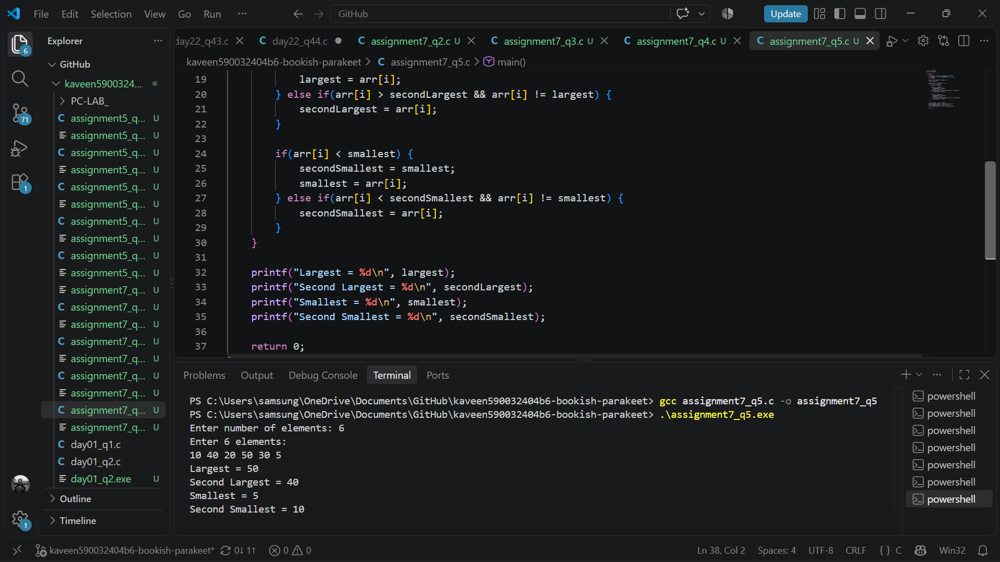 File Edit Selection View Go Run ··· GitHub Update
Explorer ···
day22_q43.c C day22_q44.c C assignment7_q2.c U C assignment7_q3.c U C assignment7_q4.c U C assignment7_q5.c U
kaveen590032404b6-bookish-parakeet > C assignment7_q5.c > main()
GitHub
kaveen5900324...
PC-LAB_
C assignment5_q... U
assignment5_q... U
C assignment5_q... U
assignment5_q... U
C assignment5_q... U
assignment5_q... U
C assignment5_q... U
assignment5_q... U
C assignment5_q... U
assignment5_q... U
assignment7_q... U
C assignment7_q... U
assignment7_q... U
C assignment7_q... U
assignment7_q... U
C assignment7_q... U
assignment7_q... U
C assignment7_q... U
assignment7_q... U
C day01_q1.c
C day01_q2.c
day01_q2.exe U
Outline
Timeline
6
71
1
1
19 largest = arr[i];
20 } else if(arr[i] > secondLargest && arr[i] != largest) {
21 secondLargest = arr[i];
22 }
23
24 if(arr[i] < smallest) {
25 secondSmallest = smallest;
26 smallest = arr[i];
27 } else if(arr[i] < secondSmallest && arr[i] != smallest) {
28 secondSmallest = arr[i];
29 }
30 }
31
32 printf("Largest = %d\n", largest);
33 printf("Second Largest = %d\n", secondLargest);
34 printf("Smallest = %d\n", smallest);
35 printf("Second Smallest = %d\n", secondSmallest);
36
37 return 0;
Problems Output Debug Console Terminal Ports
PS C:\Users\samsung\OneDrive\Documents\GitHub\kaveen590032404b6-bookish-parakeet> gcc assignment7_q5.c -o assignment7_q5
PS C:\Users\samsung\OneDrive\Documents\GitHub\kaveen590032404b6-bookish-parakeet> .\assignment7_q5.exe
Enter number of elements: 6
Enter 6 elements:
10 40 20 50 30 5
Largest = 50
Second Largest = 40
Smallest = 5
Second Smallest = 10
powershell
powershell
powershell
powershell
powershell
powershell
powershell
kaveen590032404b6-bookish-parakeet* 0↓ 1↑ 0 0 Ln 38, Col 2 Spaces: 4 UTF-8 CRLF {} C Win32